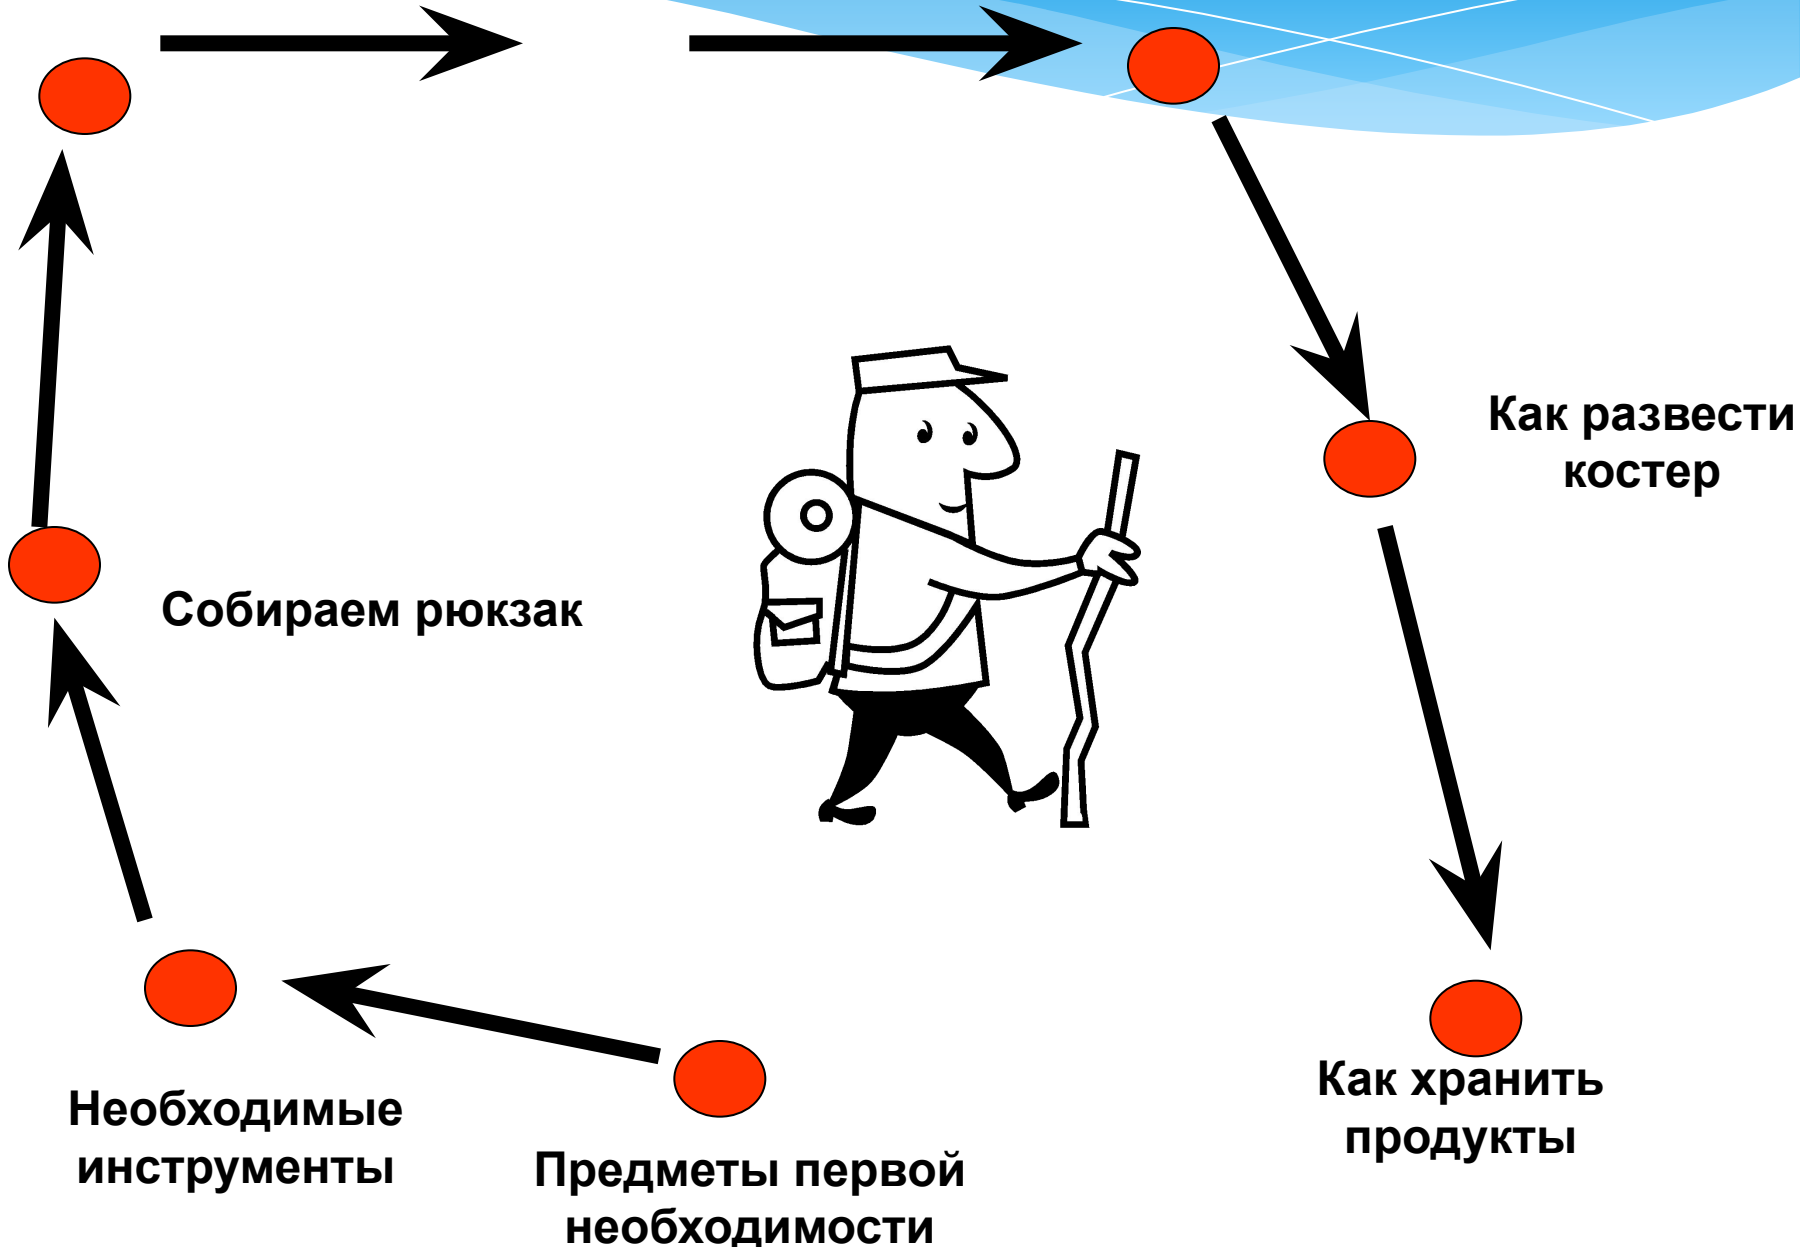 Как развести
костер
Собираем рюкзак
Как хранить
продукты
Необходимые
инструменты
Предметы первой
необходимости